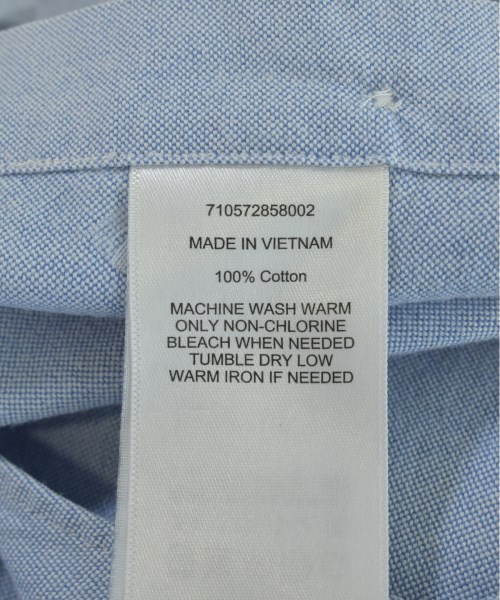 710572858002
MADE IN VIETNAM
100% Cotton
MACHINE WASH WARM
ONLY NON-CHLORINE
BLEACH WHEN NEEDED
TUMBLE DRY LOW
WARM IRON IF NEEDED